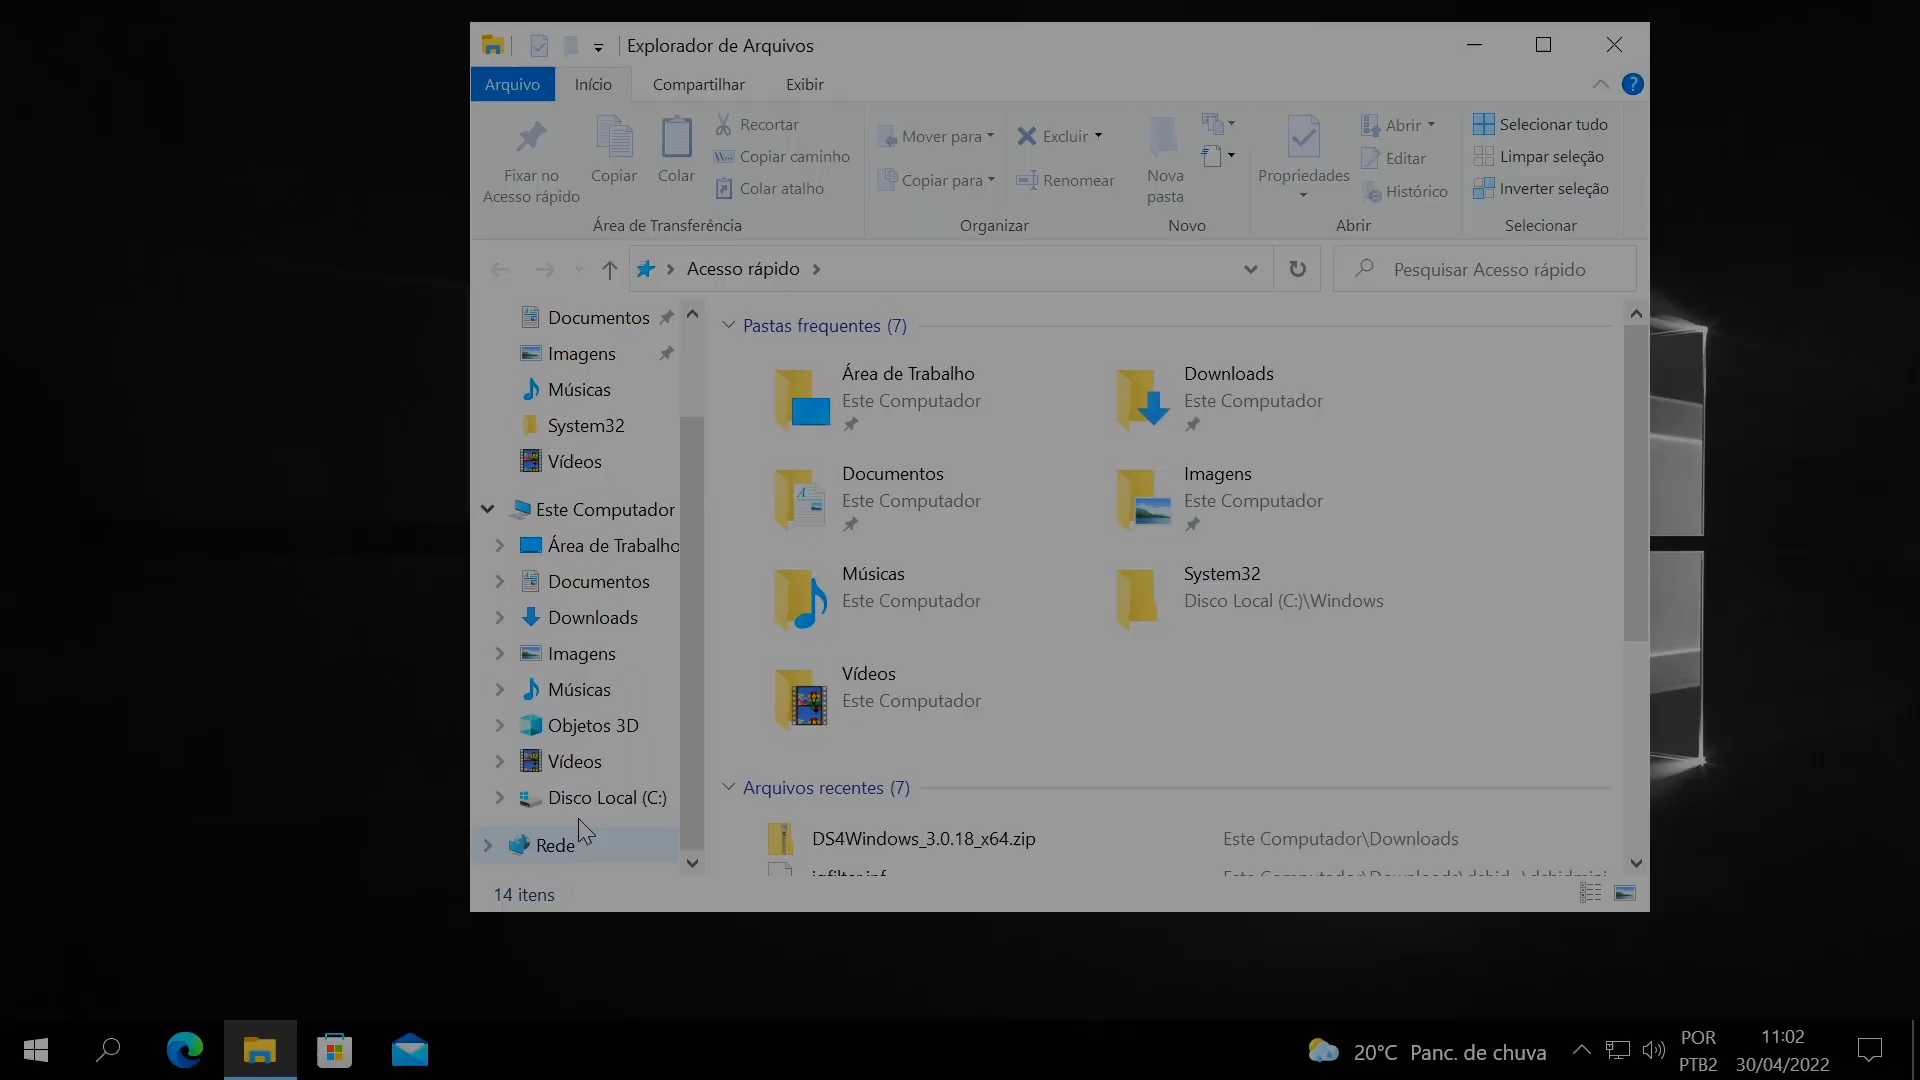 Explorador de Arquivos
Arquivo
Início
Compartilhar
Exibir
?
Fixar no
Acesso rápido
Copiar
Colar
Recortar
Copiar caminho
Colar atalho
Área de Transferência
Mover para
Copiar para
Excluir
Renomear
Organizar
Nova
pasta
Novo
Propriedades
Abrir
Editar
Histórico
Abrir
Selecionar tudo
Limpar seleção
Inverter seleção
Selecionar
Acesso rápido
Pesquisar Acesso rápido
Documentos
Imagens
Músicas
System32
Vídeos
Este Computador
Área de Trabalho
Documentos
Downloads
Imagens
Músicas
Objetos 3D
Vídeos
Disco Local (C:)
Rede
Pastas frequentes (7)
Área de Trabalho
Este Computador
Downloads
Este Computador
Documentos
Este Computador
Imagens
Este Computador
Músicas
Este Computador
System32
Disco Local (C:)\Windows
Vídeos
Este Computador
Arquivos recentes (7)
DS4Windows_3.0.18_x64.zip
Este Computador\Downloads
14 itens
20°C Panc. de chuva
POR
PTB2
11:02
30/04/2022